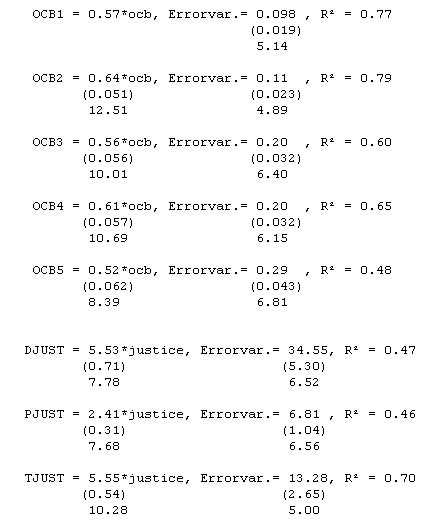 OCB1 = 0.57*ocb, Errorvar.= 0.098 , R² = 0.77
(0.019)
5.14
OCB2 = 0.64*ocb, Errorvar.= 0.11 , R² = 0.79
(0.051) (0.023)
12.51 4.89
OCB3 = 0.56*ocb, Errorvar.= 0.20 , R² = 0.60
(0.056) (0.032)
10.01 6.40
OCB4 = 0.61*ocb, Errorvar.= 0.20 , R² = 0.65
(0.057) (0.032)
10.69 6.15
OCB5 = 0.52*ocb, Errorvar.= 0.29 , R² = 0.48
(0.062) (0.043)
8.39 6.81
DJUST = 5.53*justice, Errorvar.= 34.55, R² = 0.47
(0.71) (5.30)
7.78 6.52
PJUST = 2.41*justice, Errorvar.= 6.81 , R² = 0.46
(0.31) (1.04)
7.68 6.56
TJUST = 5.55*justice, Errorvar.= 13.28, R² = 0.70
(0.54) (2.65)
10.28 5.00